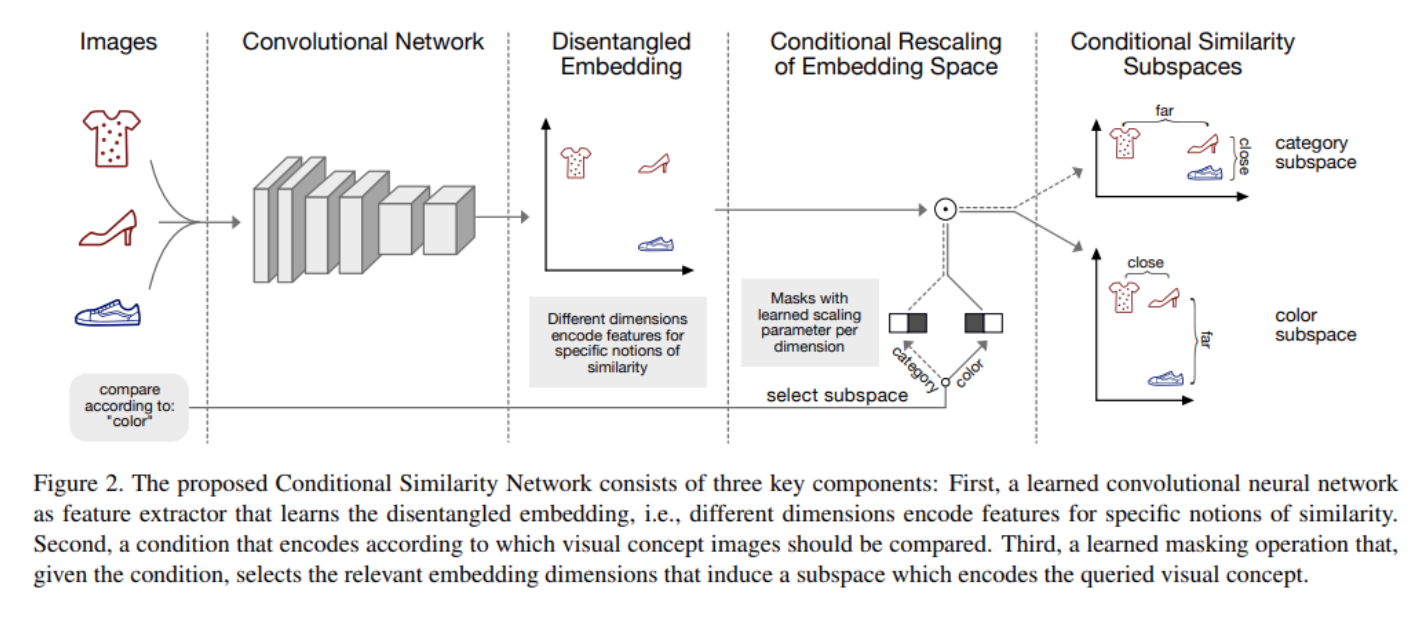 Images
Convolutional Network
Disentangled
Embedding
Conditional Rescaling
of Embedding Space
Conditional Similarity
Subspaces
Different dimensions
encode features for
specific notions of
similarity
Masks with
learned scaling
parameter per
dimension
category
color
select subspace
compare
according to:
"color"
far
close
category
subspace
close
far
color
subspace
Figure 2. The proposed Conditional Similarity Network consists of three key components: First, a learned convolutional neural network
as feature extractor that learns the disentangled embedding, i.e., different dimensions encode features for specific notions of similarity.
Second, a condition that encodes according to which visual concept images should be compared. Third, a learned masking operation that,
given the condition, selects the relevant embedding dimensions that induce a subspace which encodes the queried visual concept.